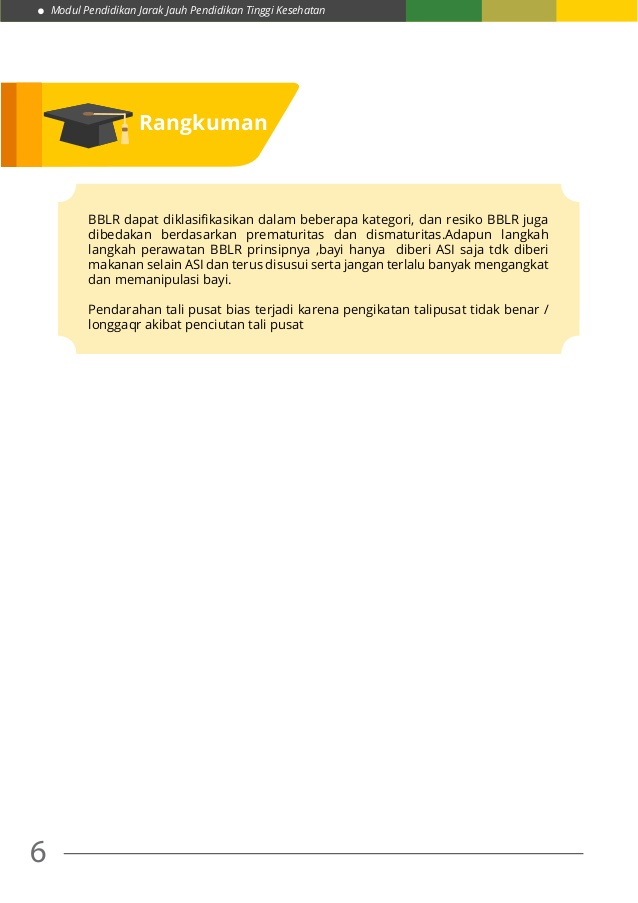 Modul Pendidikan Jarak Jauh Pendidikan Tinggi Kesehatan
Rangkuman
BBLR dapat diklasifikasikan dalam beberapa kategori, dan resiko BBLR juga
dibedakan berdasarkan prematuritas dan dismaturitas.Adapun langkah
langkah perawatan BBLR prinsipnya ,bayi hanya diberi ASI saja tdk diberi
makanan selain ASI dan terus disusui serta jangan terlalu banyak mengangkat
dan memanipulasi bayi.
Pendarahan tali pusat bias terjadi karena pengikatan talipusat tidak benar /
longgaqr akibat penciutan tali pusat
6